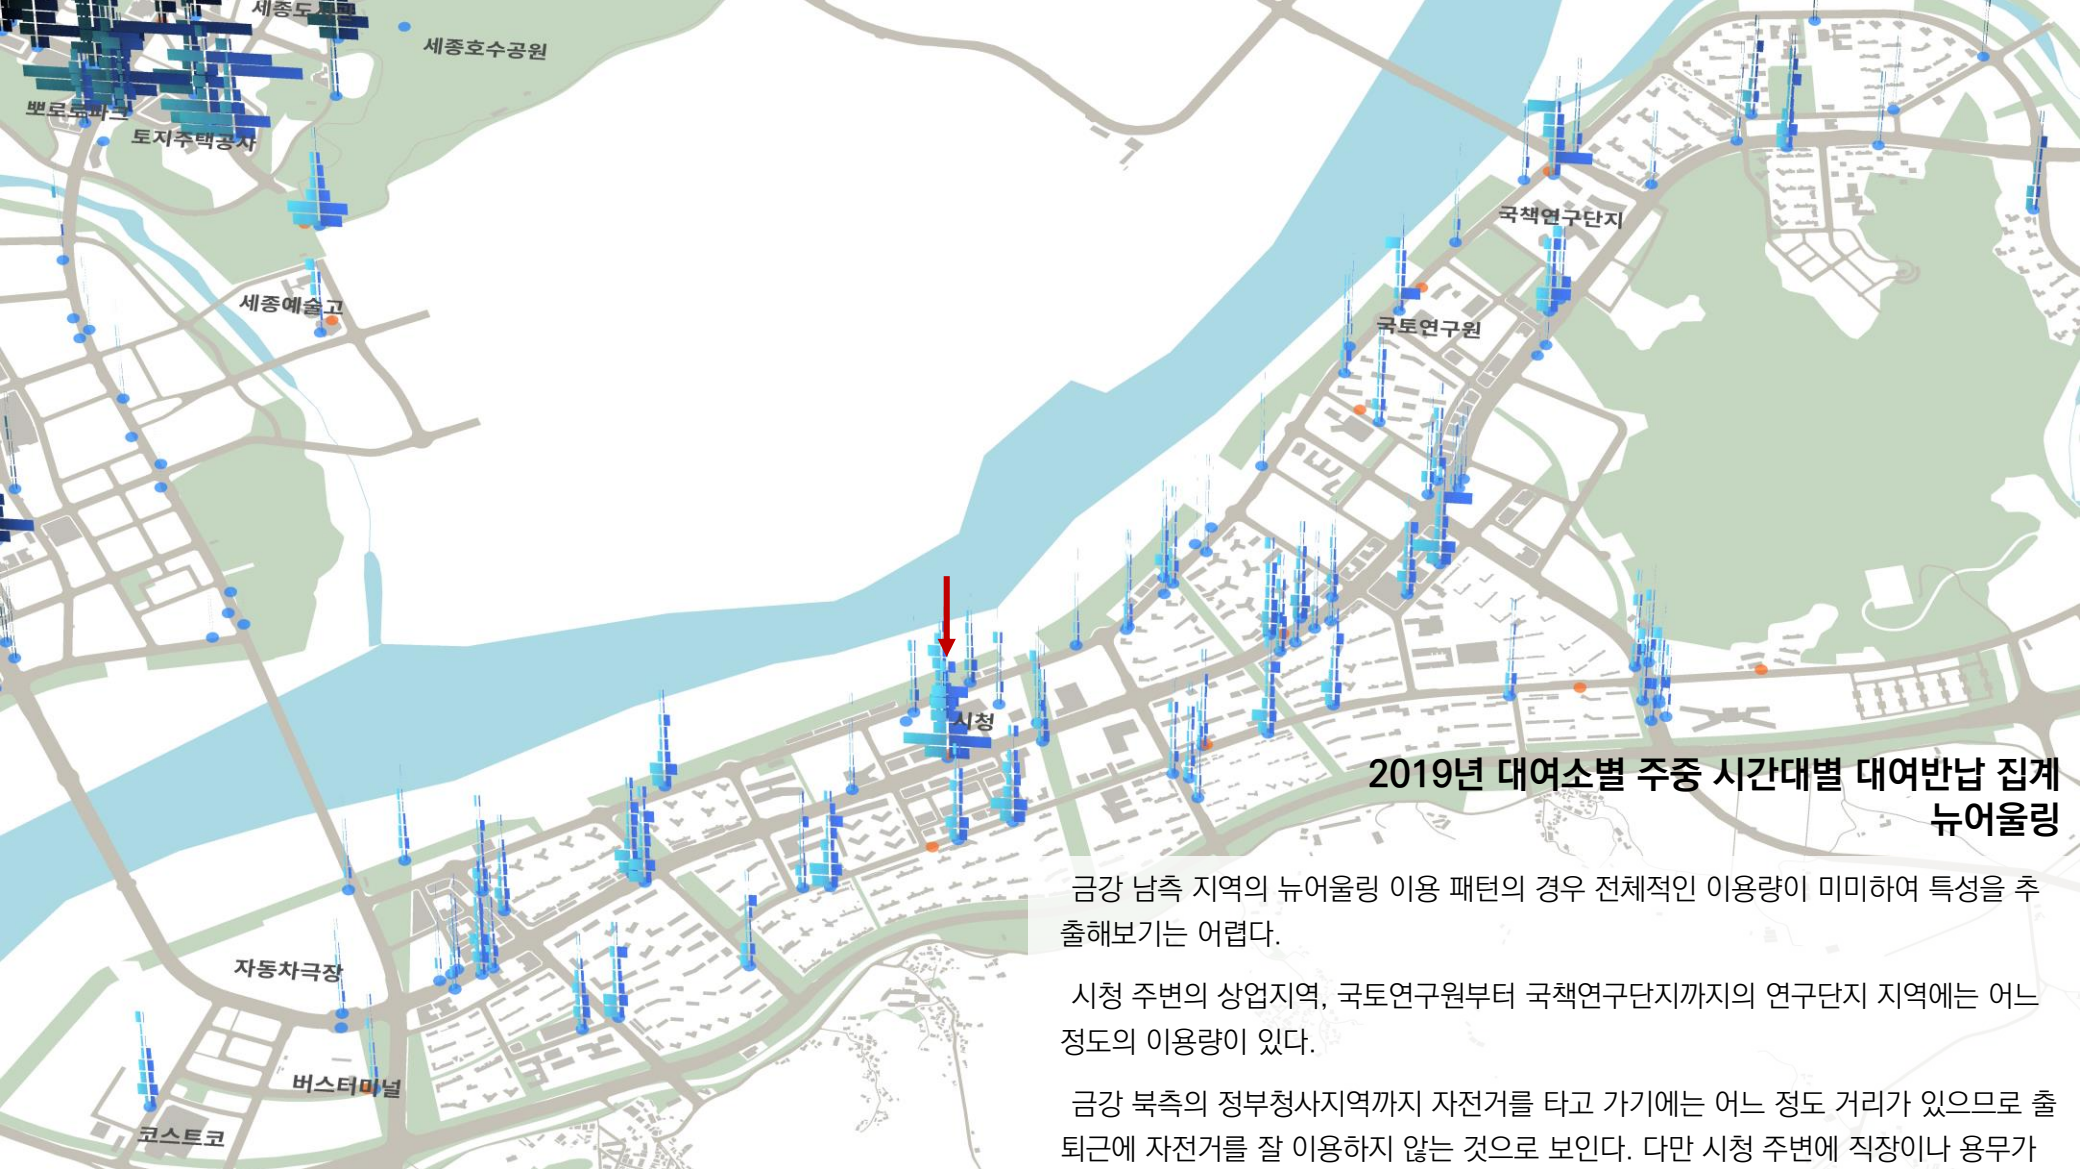 세종도서관
세종호수공원
뽀로로파크
토지주택공사
세종예술고
국책연구단지
국토연구원
시청
자동차극장
버스터미널
코스트코
2019년 대여소별 주중 시간대별 대여반납 집계
뉴어울링
금강 남측 지역의 뉴어울링 이용 패턴의 경우 전체적인 이용량이 미미하여 특성을 추
출해보기는 어렵다.
시청 주변의 상업지역, 국토연구원부터 국책연구단지까지의 연구단지 지역에는 어느
정도의 이용량이 있다.
금강 북측의 정부청사지역까지 자전거를 타고 가기에는 어느 정도 거리가 있으므로 출
퇴근에 자전거를 잘 이용하지 않는 것으로 보인다. 다만 시청 주변에 직장이나 용무가